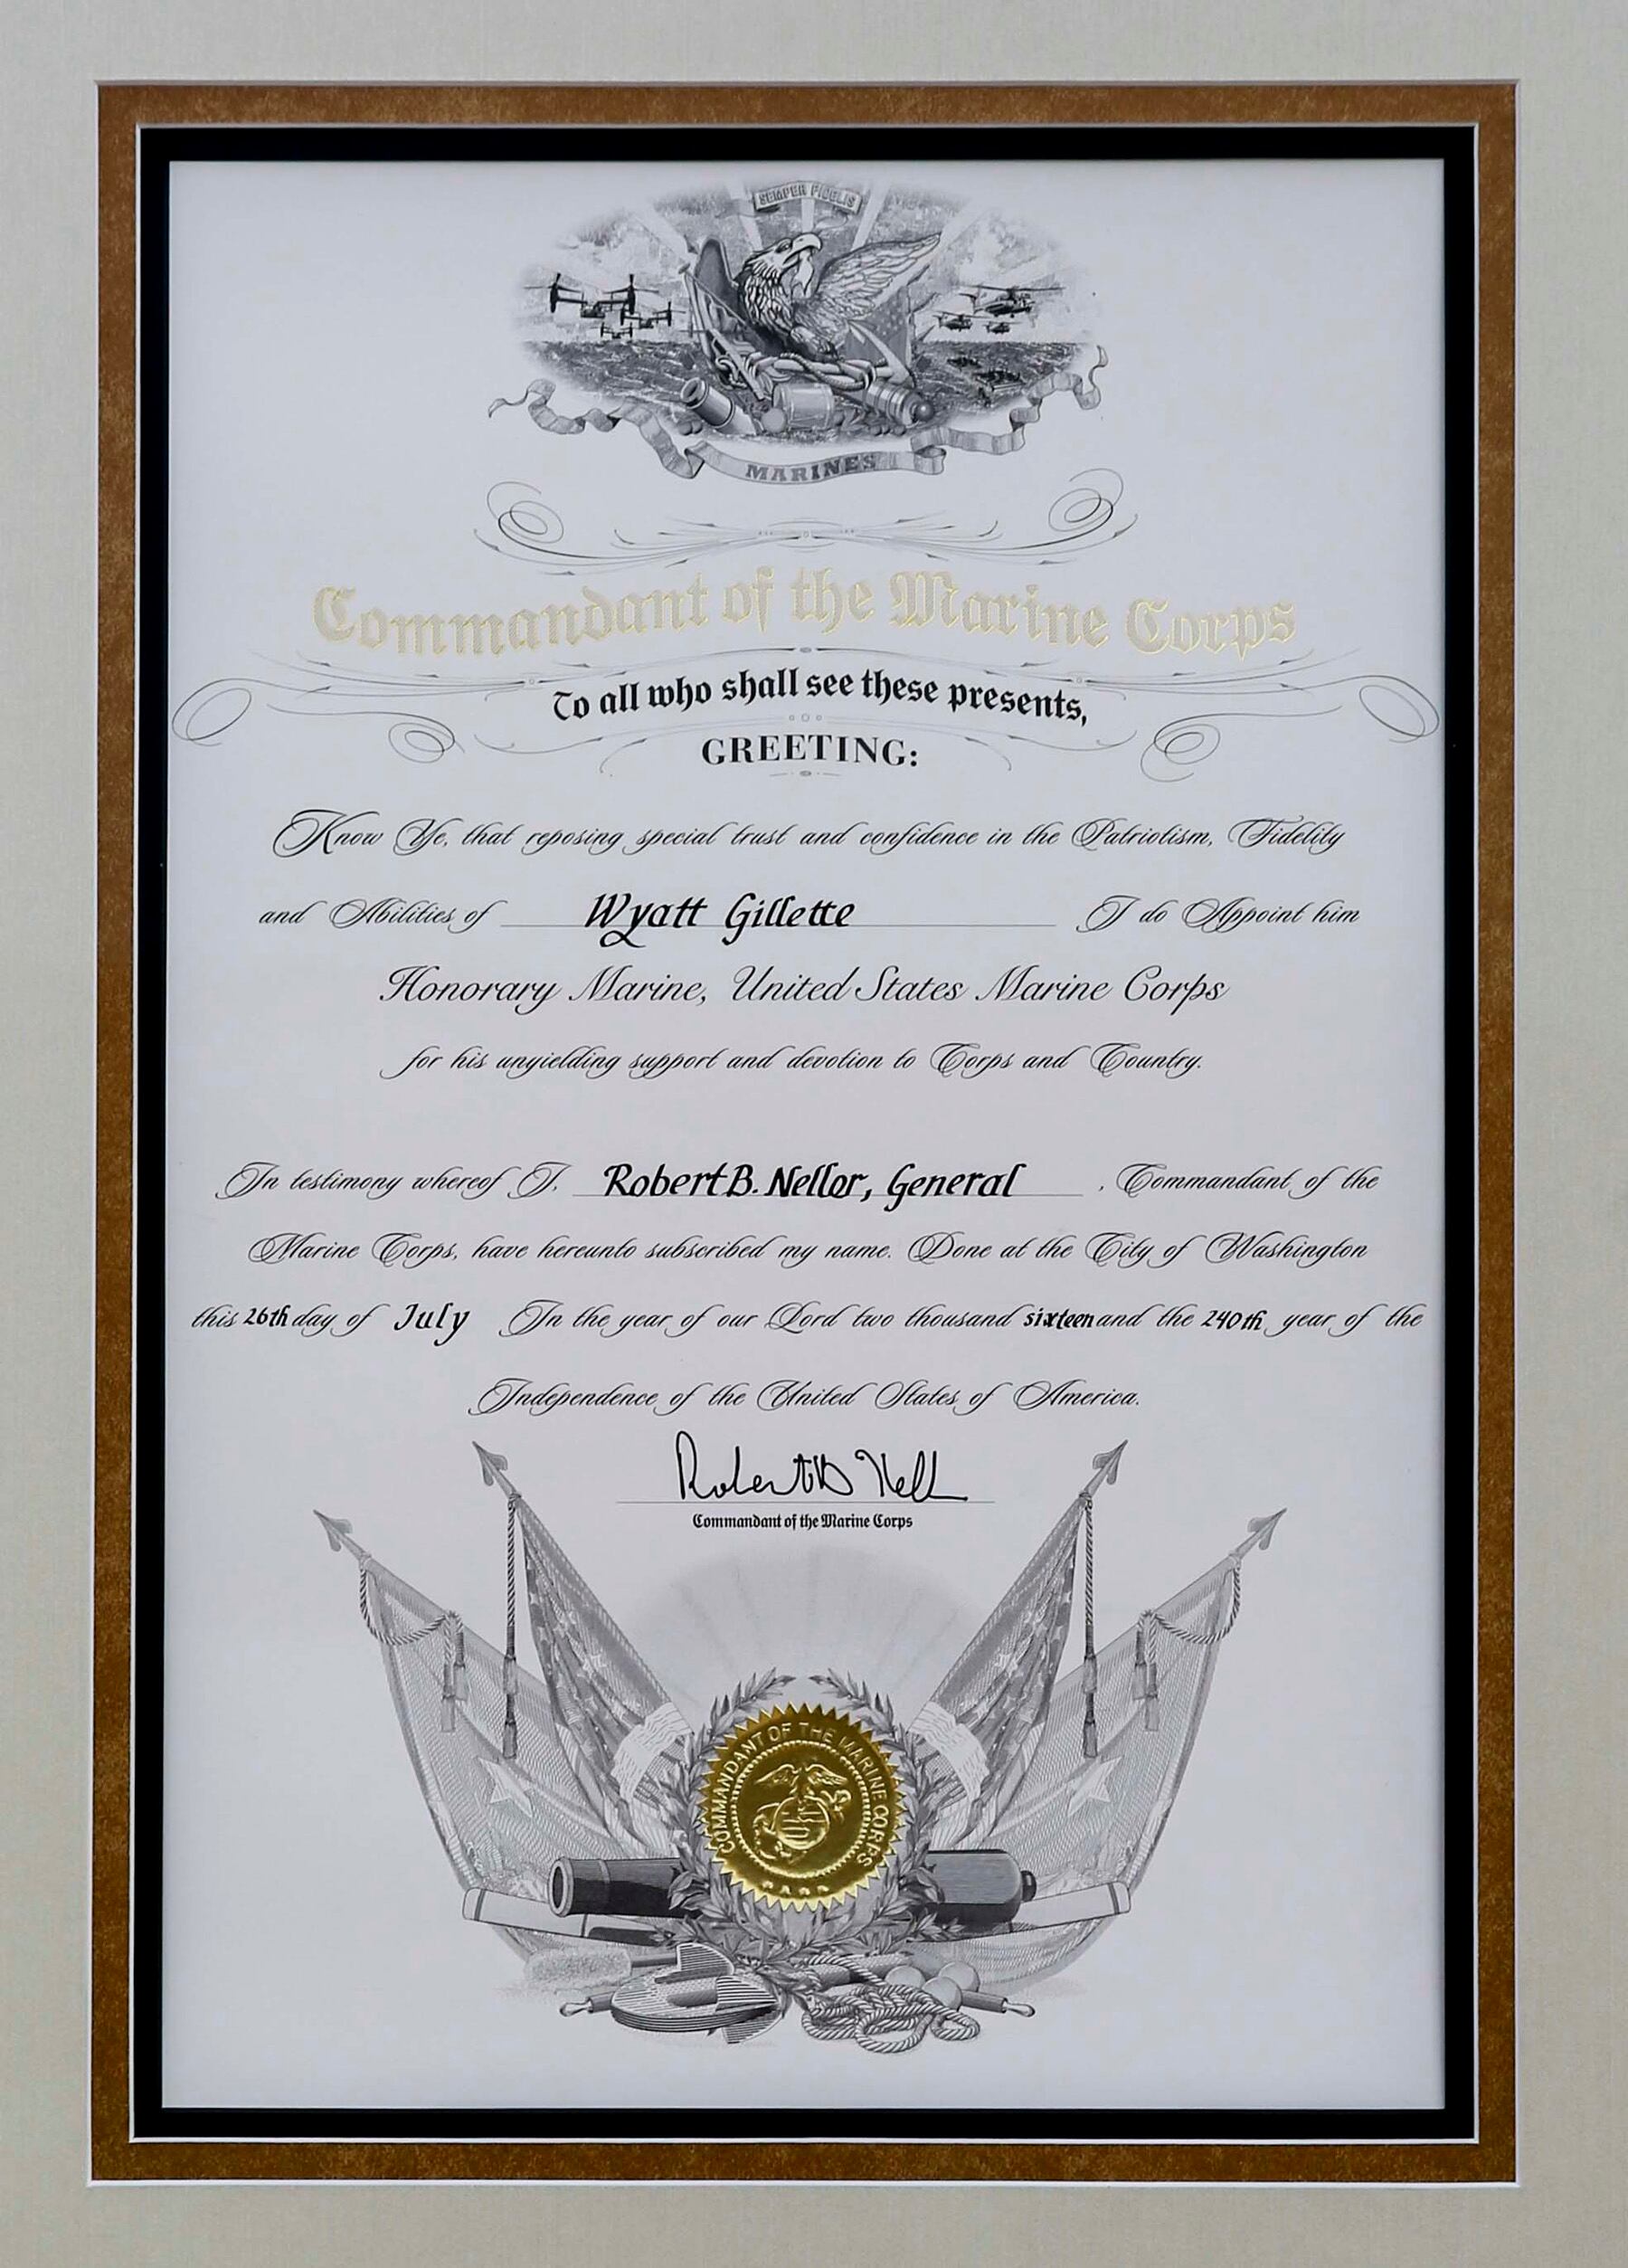 SEMPER FIDELIS
MARINES
Commandant of the Marine Corps
To all who shall see these presents,
GREETING:
Know Ye, that reposing special trust and confidence in the Patriotism, Fidelity
and Abilities of Wyatt Gillette I do Appoint him
Honorary Marine, United States Marine Corps
for his unyielding support and devotion to Corps and Country.
In testimony whereof I, Robert B. Neller, General, Commandant of the
Marine Corps, have hereunto subscribed my name. Done at the City of Washington
this 26th day of July In the year of our Lord two thousand sixteen and the 240th year of the
Independence of the United States of America.
Robert B Nell
Commandant of the Marine Corps
COMMANDANT OF THE MARINE CORPS